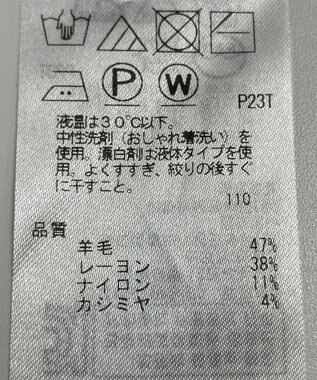 P
W
P23T
液温は30℃以下。
中性洗剤（おしゃれ着洗い）を
使用。漂白剤は液体タイプを使
用。よくすすぎ、絞りの後すぐ
に干すこと。
110
品質
羊毛 47%
レーヨン 38%
ナイロン 11%
カシミヤ 4%